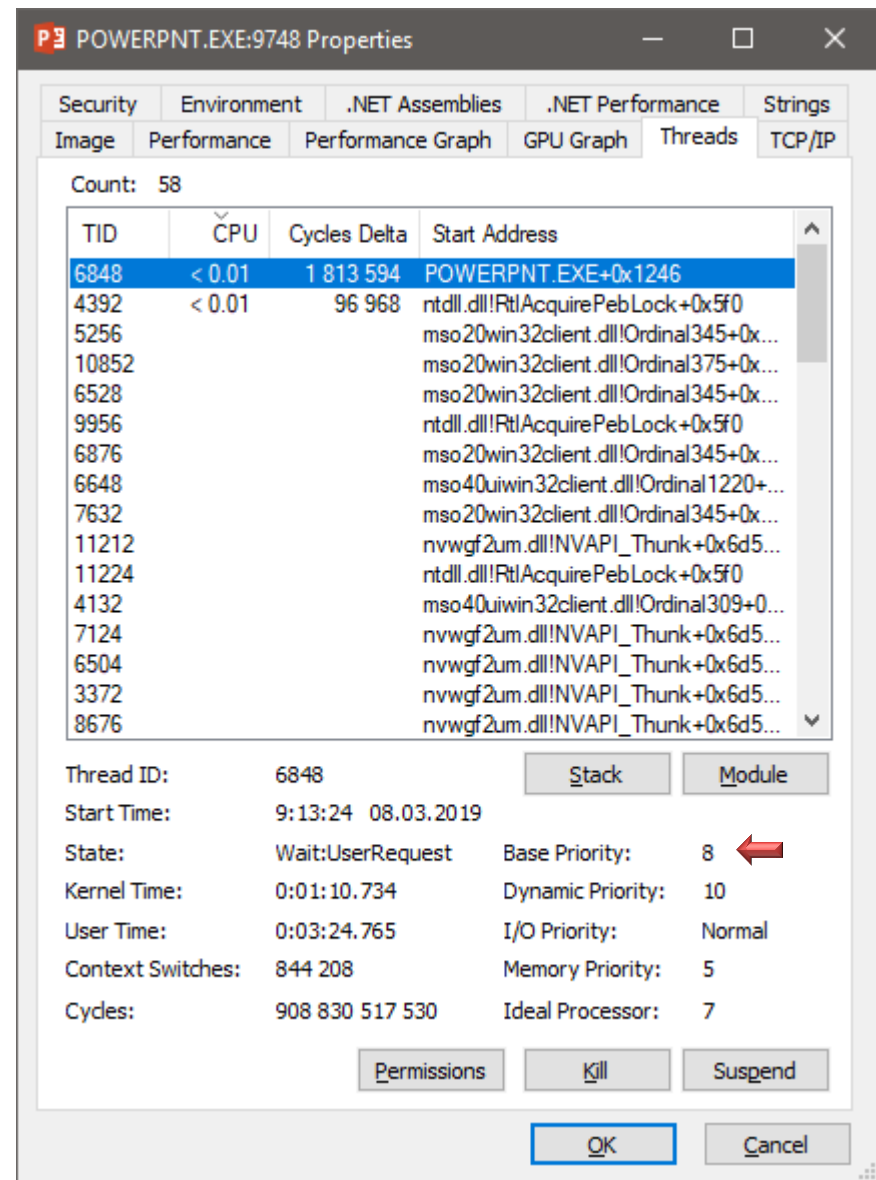 POWERPNT.EXE:9748 Properties
Security Environment .NET Assemblies .NET Performance Strings
Image Performance Performance Graph GPU Graph Threads TCP/IP
Count: 58
TID CPU Cycles Delta Start Address
6848 < 0.01 1 813 594 POWERPNT.EXE+0x1246
4392 < 0.01 96 968 ntdll.dll!RtlAcquirePebLock+0x5f0
5256 mso20win32client.dll!Ordinal345+0x...
10852 mso20win32client.dll!Ordinal375+0x...
6528 mso20win32client.dll!Ordinal345+0x...
9956 ntdll.dll!RtlAcquirePebLock+0x5f0
6876 mso20win32client.dll!Ordinal345+0x...
6648 mso40uiwin32client.dll!Ordinal1220+...
7632 mso20win32client.dll!Ordinal345+0x...
11212 nvwgf2um.dll!NVAPI_Thunk+0x6d5...
11224 ntdll.dll!RtlAcquirePebLock+0x5f0
4132 mso40uiwin32client.dll!Ordinal309+0...
7124 nvwgf2um.dll!NVAPI_Thunk+0x6d5...
6504 nvwgf2um.dll!NVAPI_Thunk+0x6d5...
3372 nvwgf2um.dll!NVAPI_Thunk+0x6d5...
8676 nvwgf2um.dll!NVAPI_Thunk+0x6d5...
Thread ID: 6848 Stack Module
Start Time: 9:13:24 08.03.2019
State: Wait:UserRequest Base Priority: 8
Kernel Time: 0:01:10.734 Dynamic Priority: 10
User Time: 0:03:24.765 I/O Priority: Normal
Context Switches: 844 208 Memory Priority: 5
Cycles: 908 830 517 530 Ideal Processor: 7
Permissions Kill Suspend
OK Cancel